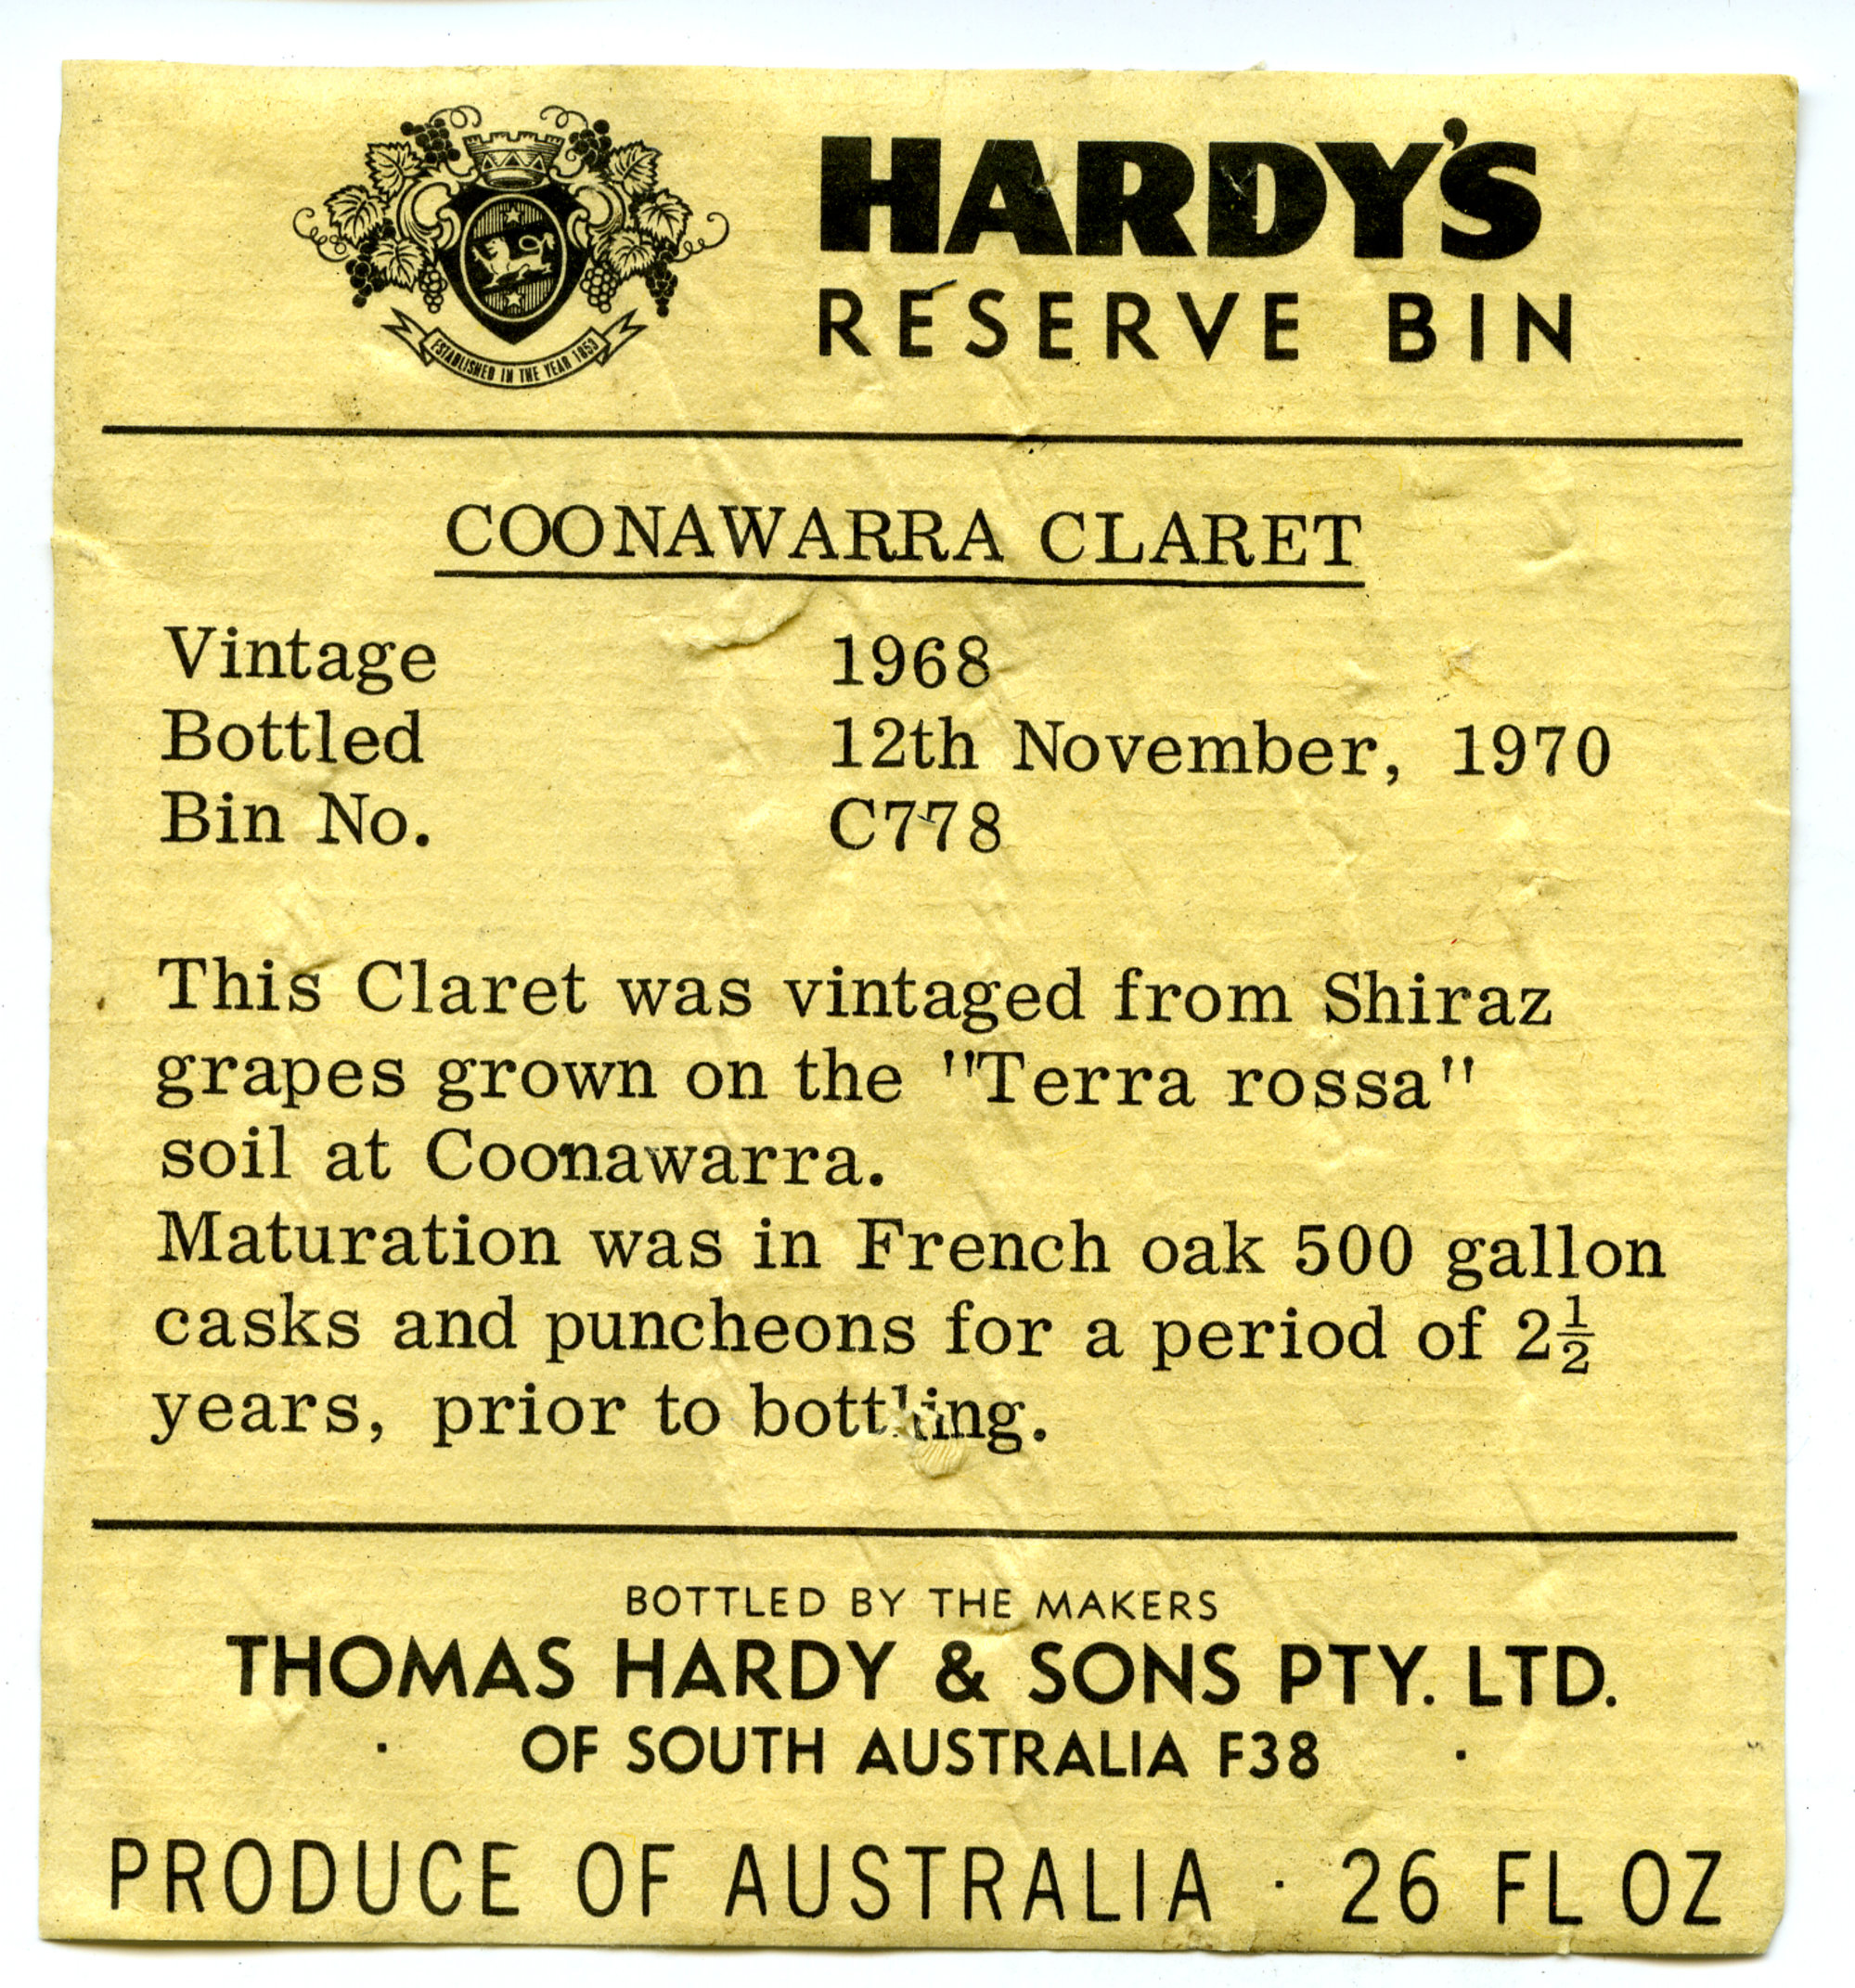 HARDY'S
RESERVE BIN
ESTABLISHED IN THE YEAR 1853
COONAWARRA CLARET
Vintage 1968
Bottled 12th November, 1970
Bin No. C778
This Claret was vintaged from Shiraz
grapes grown on the "Terra rossa"
soil at Coonawarra.
Maturation was in French oak 500 gallon
casks and puncheons for a period of 2½
years, prior to bottling.
BOTTLED BY THE MAKERS
THOMAS HARDY & SONS PTY. LTD.
· OF SOUTH AUSTRALIA F38 ·
PRODUCE OF AUSTRALIA · 26 FL OZ